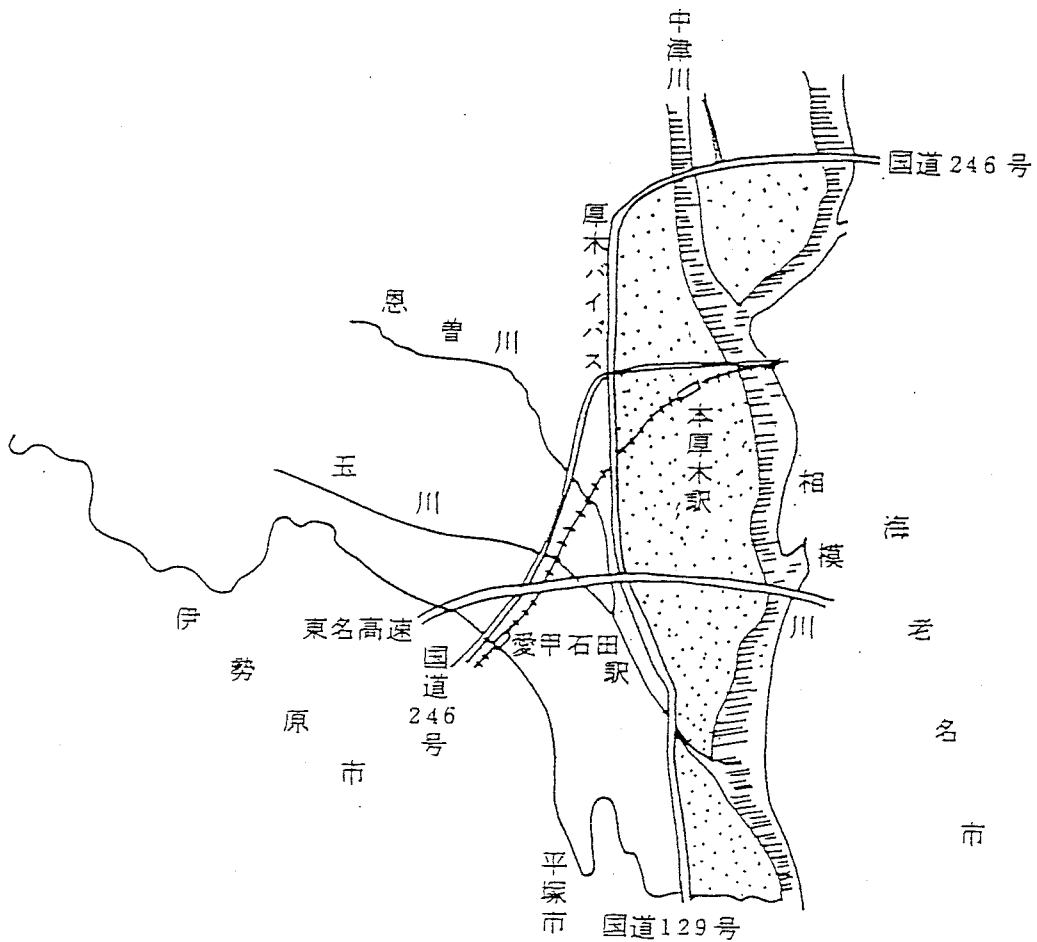 中津川
国道246号
厚木バイパス
恩曽川
本厚木駅
玉川
相模川
海老名市
伊勢原市
東名高速
愛甲石田駅
国道246号
平塚市
国道129号